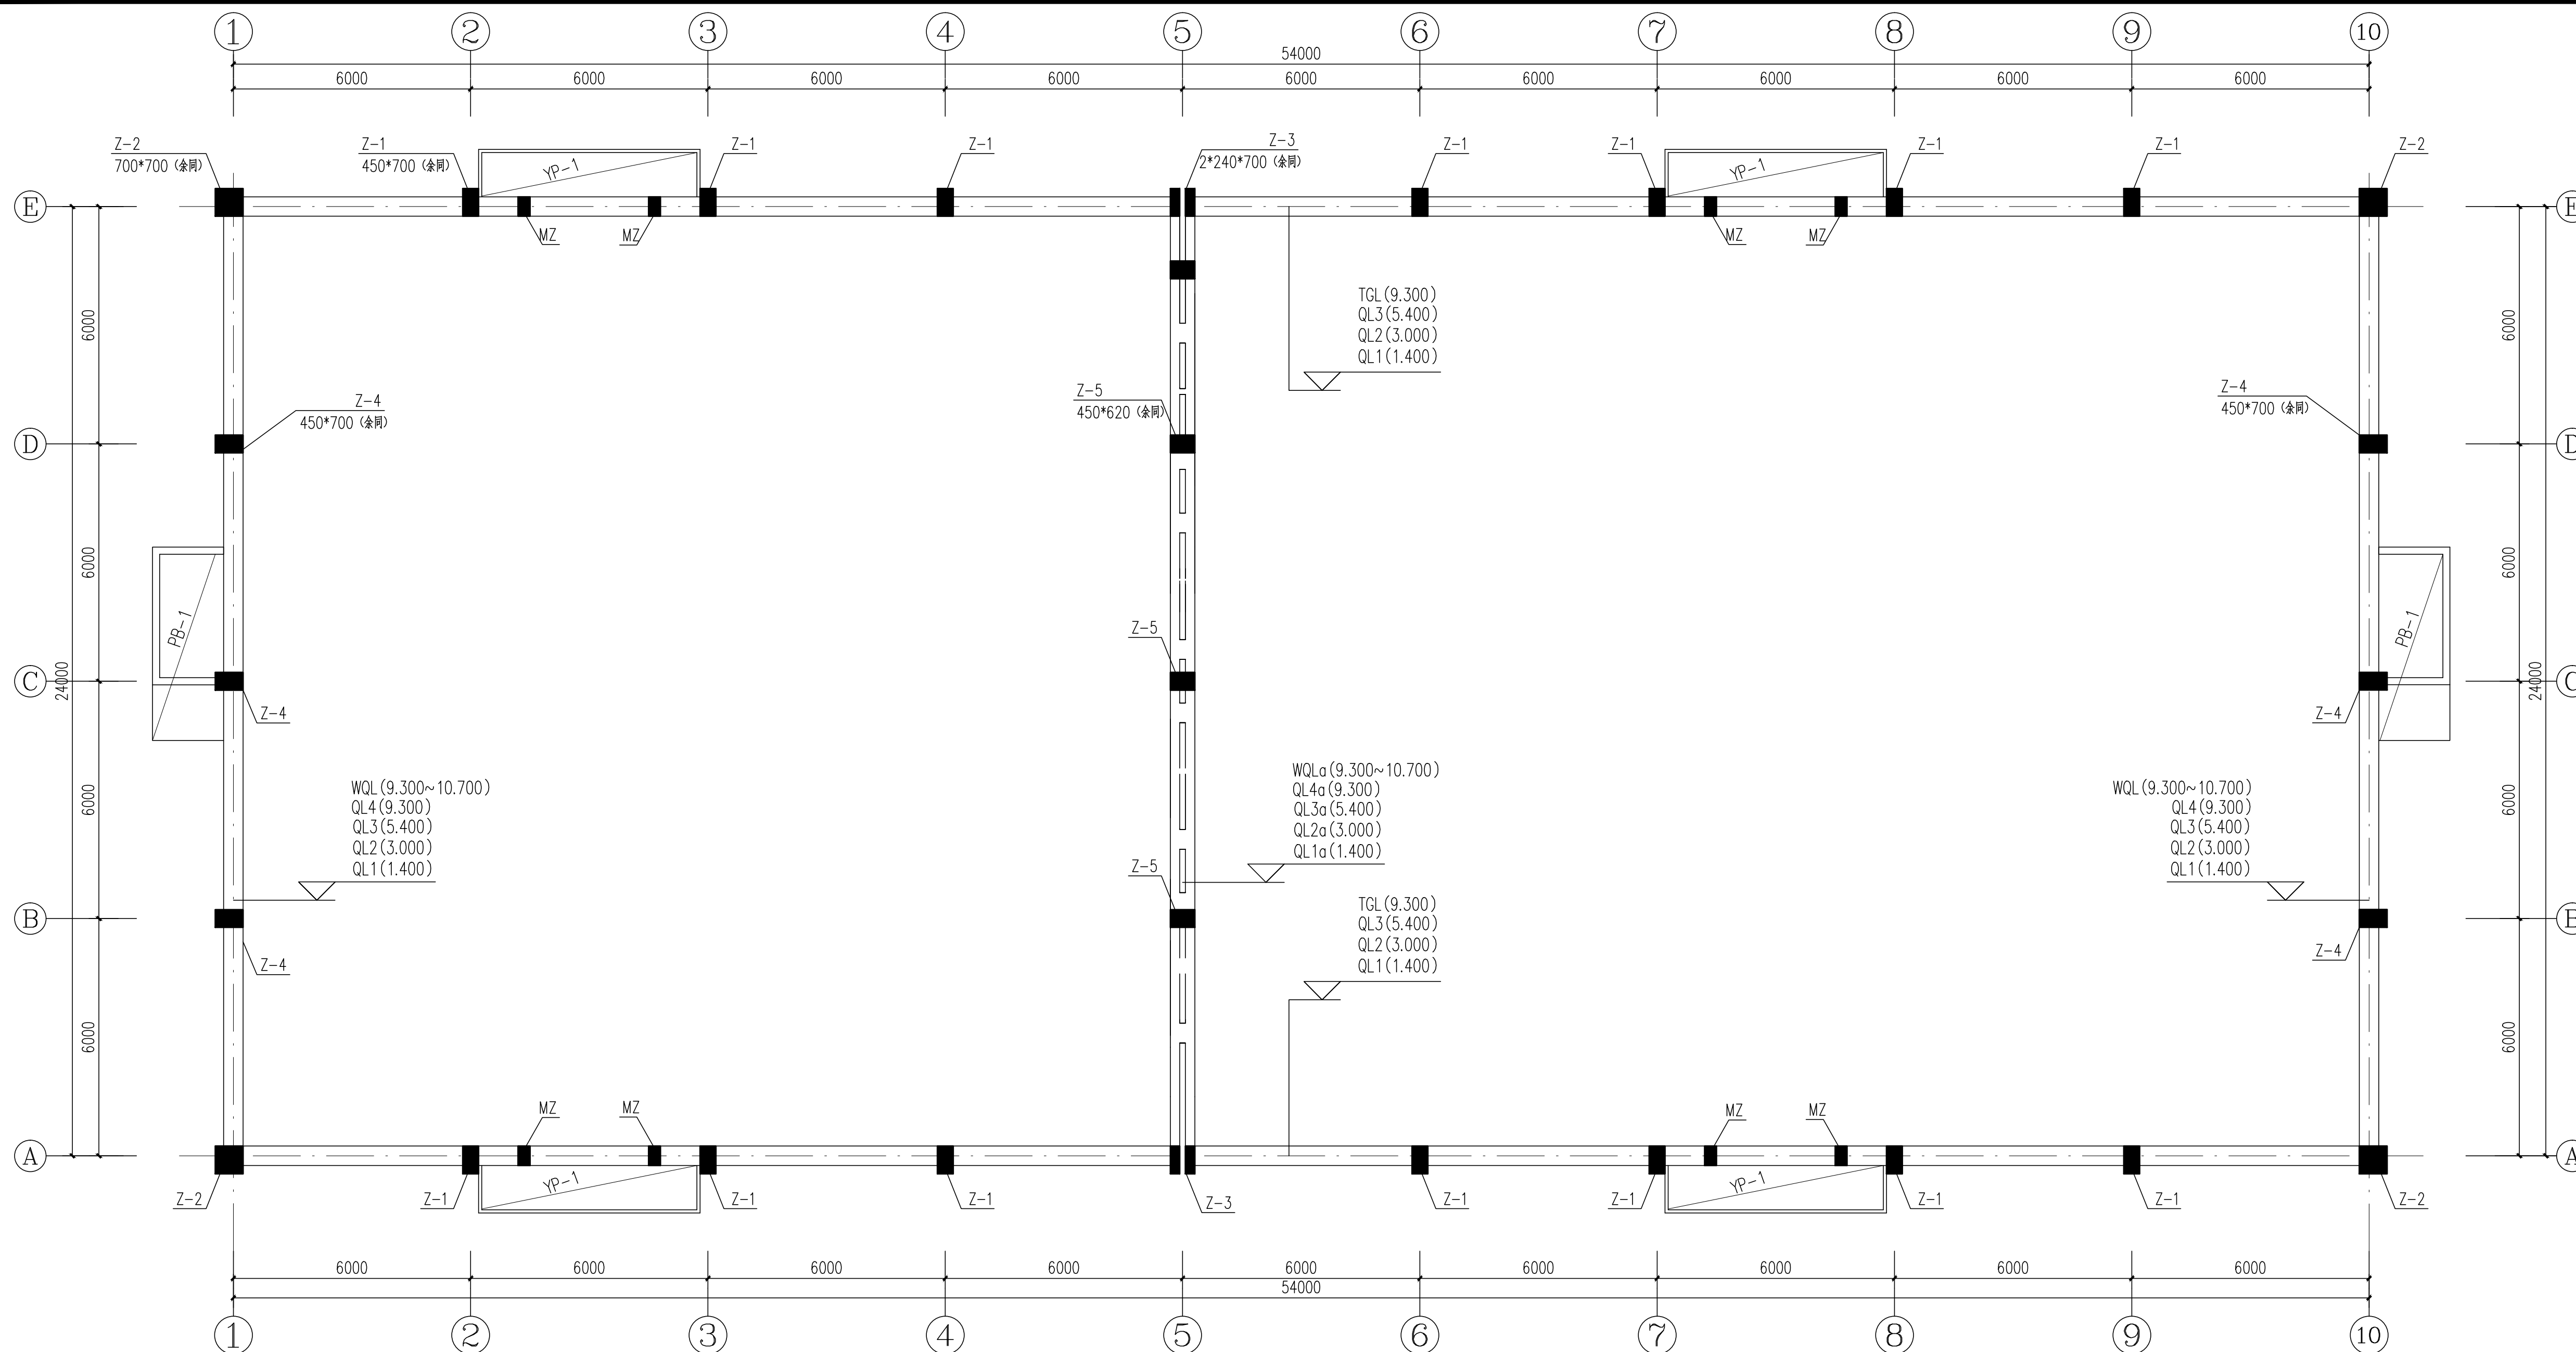 1 2 3 4 5 6 7 8 9 10
54000
6000 6000 6000 6000 6000 6000 6000 6000 6000
Z-2 Z-1 Z-1 Z-1 Z-3 Z-1 Z-1 Z-1 Z-1 Z-2
700*700 (余同) 450*700 (余同) 2*240*700 (余同)
YP-1 YP-1
E E
MZ MZ MZ MZ
TGL(9.300)
QL3(5.400)
QL2(3.000)
QL1(1.400)
6000 6000
Z-4
450*700 (余同)
Z-5
450*620 (余同)
Z-4
450*700 (余同)
D D
6000 6000
PB-1 PB-1
Z-5
C C
24000 24000
Z-4 Z-4
WQL(9.300~10.700)
QL4(9.300)
QL3(5.400)
QL2(3.000)
QL1(1.400)
WQLa(9.300~10.700)
QL4a(9.300)
QL3a(5.400)
QL2a(3.000)
QL1a(1.400)
WQL(9.300~10.700)
QL4(9.300)
QL3(5.400)
QL2(3.000)
QL1(1.400)
6000 6000
Z-5
B B
TGL(9.300)
QL3(5.400)
QL2(3.000)
QL1(1.400)
Z-4 Z-4
6000 6000
MZ MZ MZ MZ
A A
YP-1 YP-1
Z-2 Z-1 Z-1 Z-1 Z-3 Z-1 Z-1 Z-1 Z-1 Z-2
6000 6000 6000 6000 6000 6000 6000 6000 6000
54000
1 2 3 4 5 6 7 8 9 10